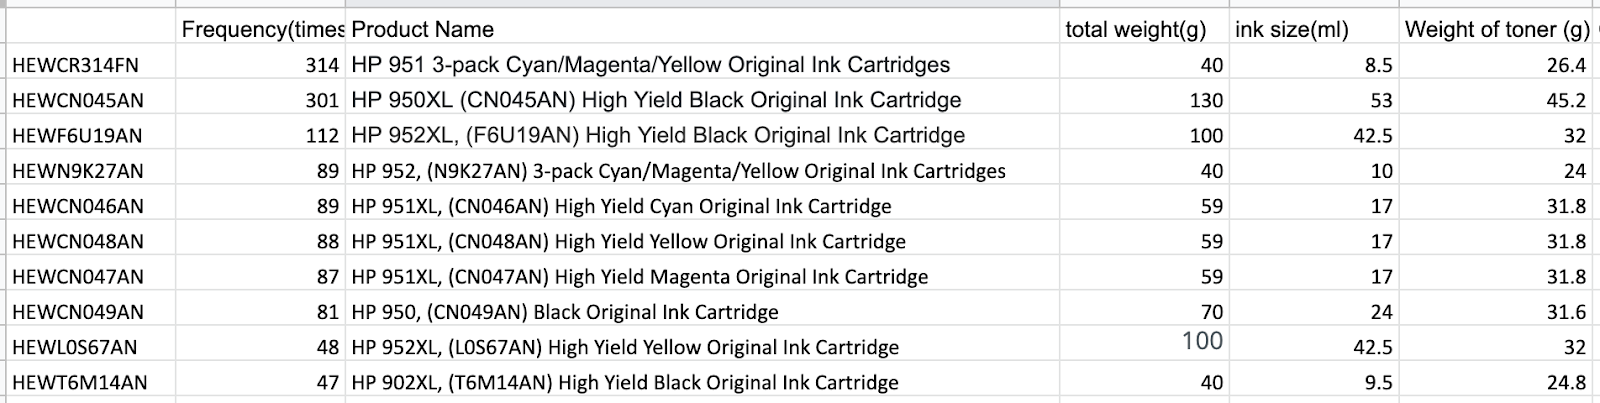 Frequency(times Product Name total weight(g) ink size(ml) Weight of toner (g)
HEWCR314FN 314 HP 951 3-pack Cyan/Magenta/Yellow Original Ink Cartridges 40 8.5 26.4
HEWCN045AN 301 HP 950XL (CN045AN) High Yield Black Original Ink Cartridge 130 53 45.2
HEWF6U19AN 112 HP 952XL, (F6U19AN) High Yield Black Original Ink Cartridge 100 42.5 32
HEWN9K27AN 89 HP 952, (N9K27AN) 3-pack Cyan/Magenta/Yellow Original Ink Cartridges 40 10 24
HEWCN046AN 89 HP 951XL, (CN046AN) High Yield Cyan Original Ink Cartridge 59 17 31.8
HEWCN048AN 88 HP 951XL, (CN048AN) High Yield Yellow Original Ink Cartridge 59 17 31.8
HEWCN047AN 87 HP 951XL, (CN047AN) High Yield Magenta Original Ink Cartridge 59 17 31.8
HEWCN049AN 81 HP 950, (CN049AN) Black Original Ink Cartridge 70 24 31.6
HEWL0S67AN 48 HP 952XL, (L0S67AN) High Yield Yellow Original Ink Cartridge 100 42.5 32
HEWT6M14AN 47 HP 902XL, (T6M14AN) High Yield Black Original Ink Cartridge 40 9.5 24.8